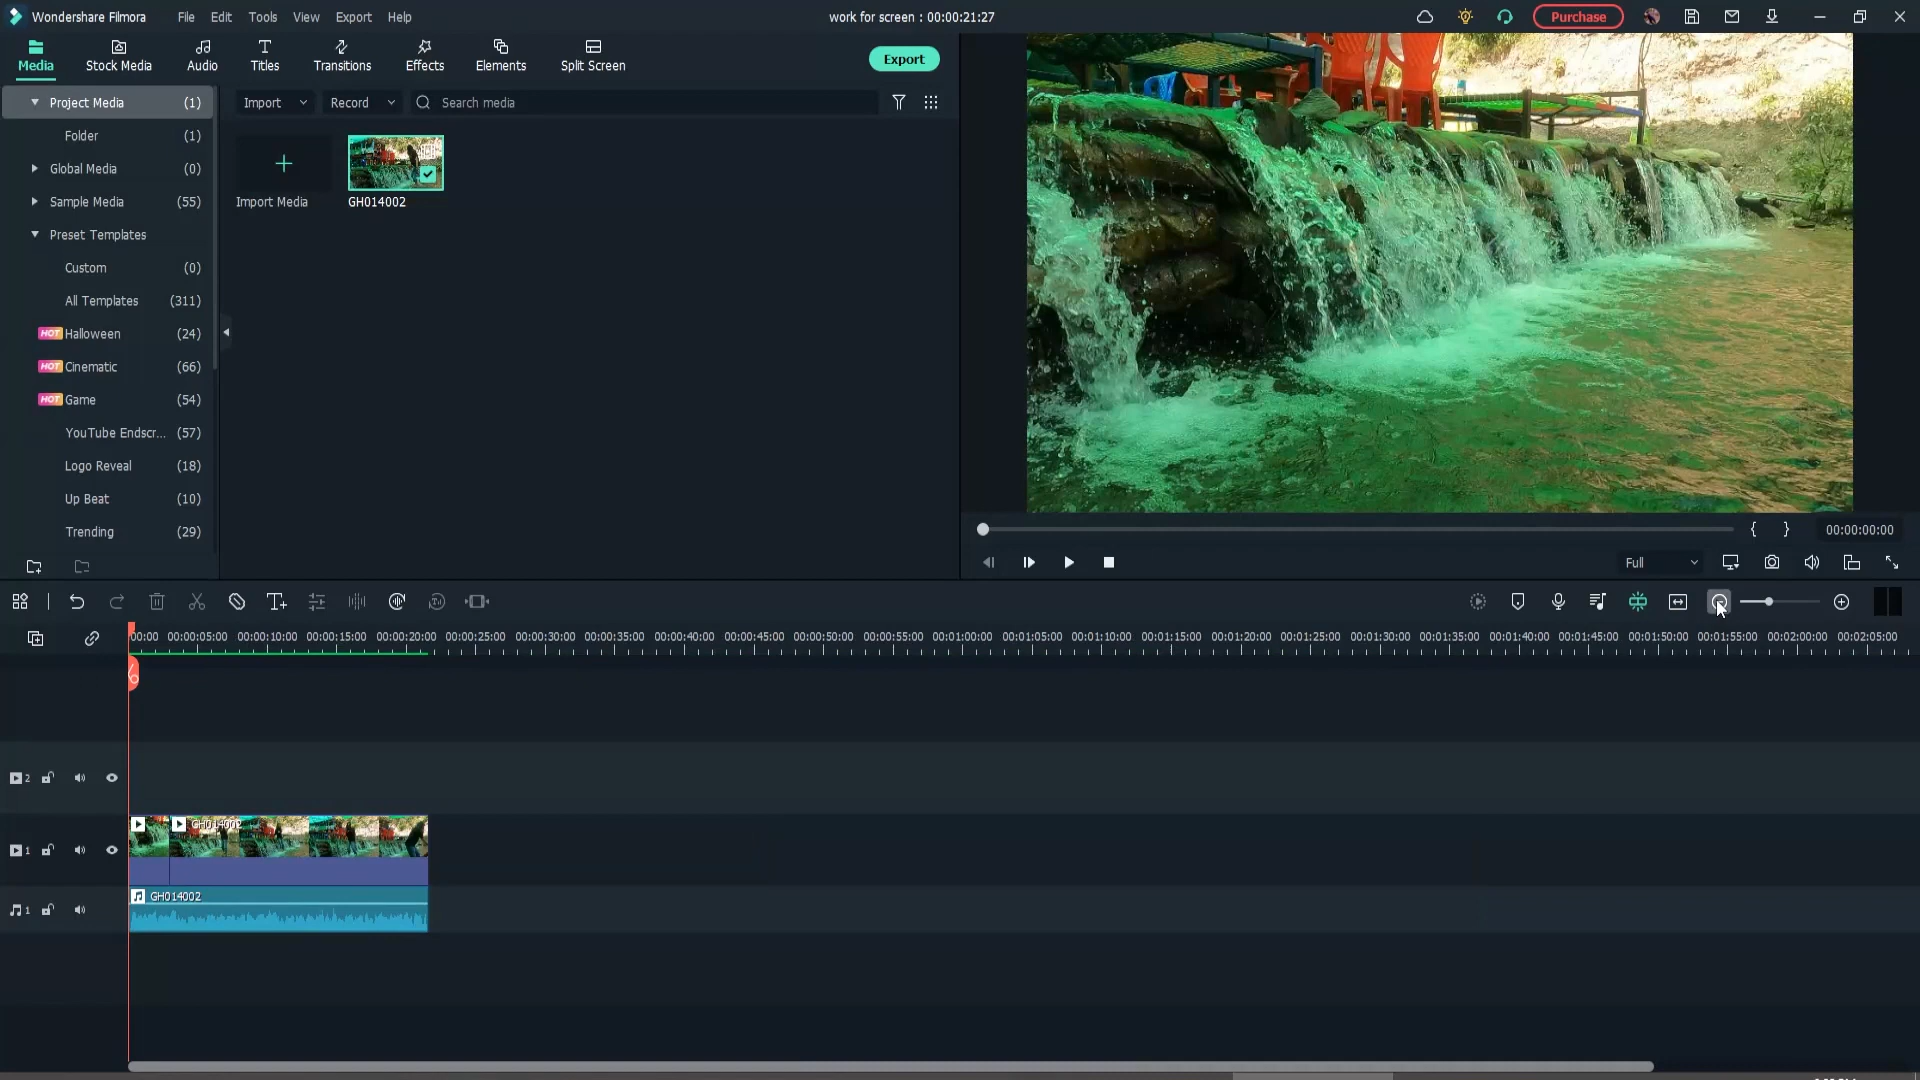 Wondershare Filmora File Edit Tools View Export Help work for screen : 00:00:21:27 Purchase
Media Stock Media Audio Titles Transitions Effects Elements Split Screen Export
Project Media (1) Import Record Search media
Folder (1)
Global Media (0)
Sample Media (55) Import Media GH014002
Preset Templates
Custom (0)
All Templates (311)
HOT Halloween (24)
HOT Cinematic (66)
HOT Game (54)
YouTube Endscr... (57)
Logo Reveal (18)
Up Beat (10)
Trending (29) { } 00:00:00:00
Full
00:00 00:00:05:00 00:00:10:00 00:00:15:00 00:00:20:00 00:00:25:00 00:00:30:00 00:00:35:00 00:00:40:00 00:00:45:00 00:00:50:00 00:00:55:00 00:01:00:00 00:01:05:00 00:01:10:00 00:01:15:00 00:01:20:00 00:01:25:00 00:01:30:00 00:01:35:00 00:01:40:00 00:01:45:00 00:01:50:00 00:01:55:00 00:02:00:00 00:02:05:00
2
GH014002
1
GH014002
1